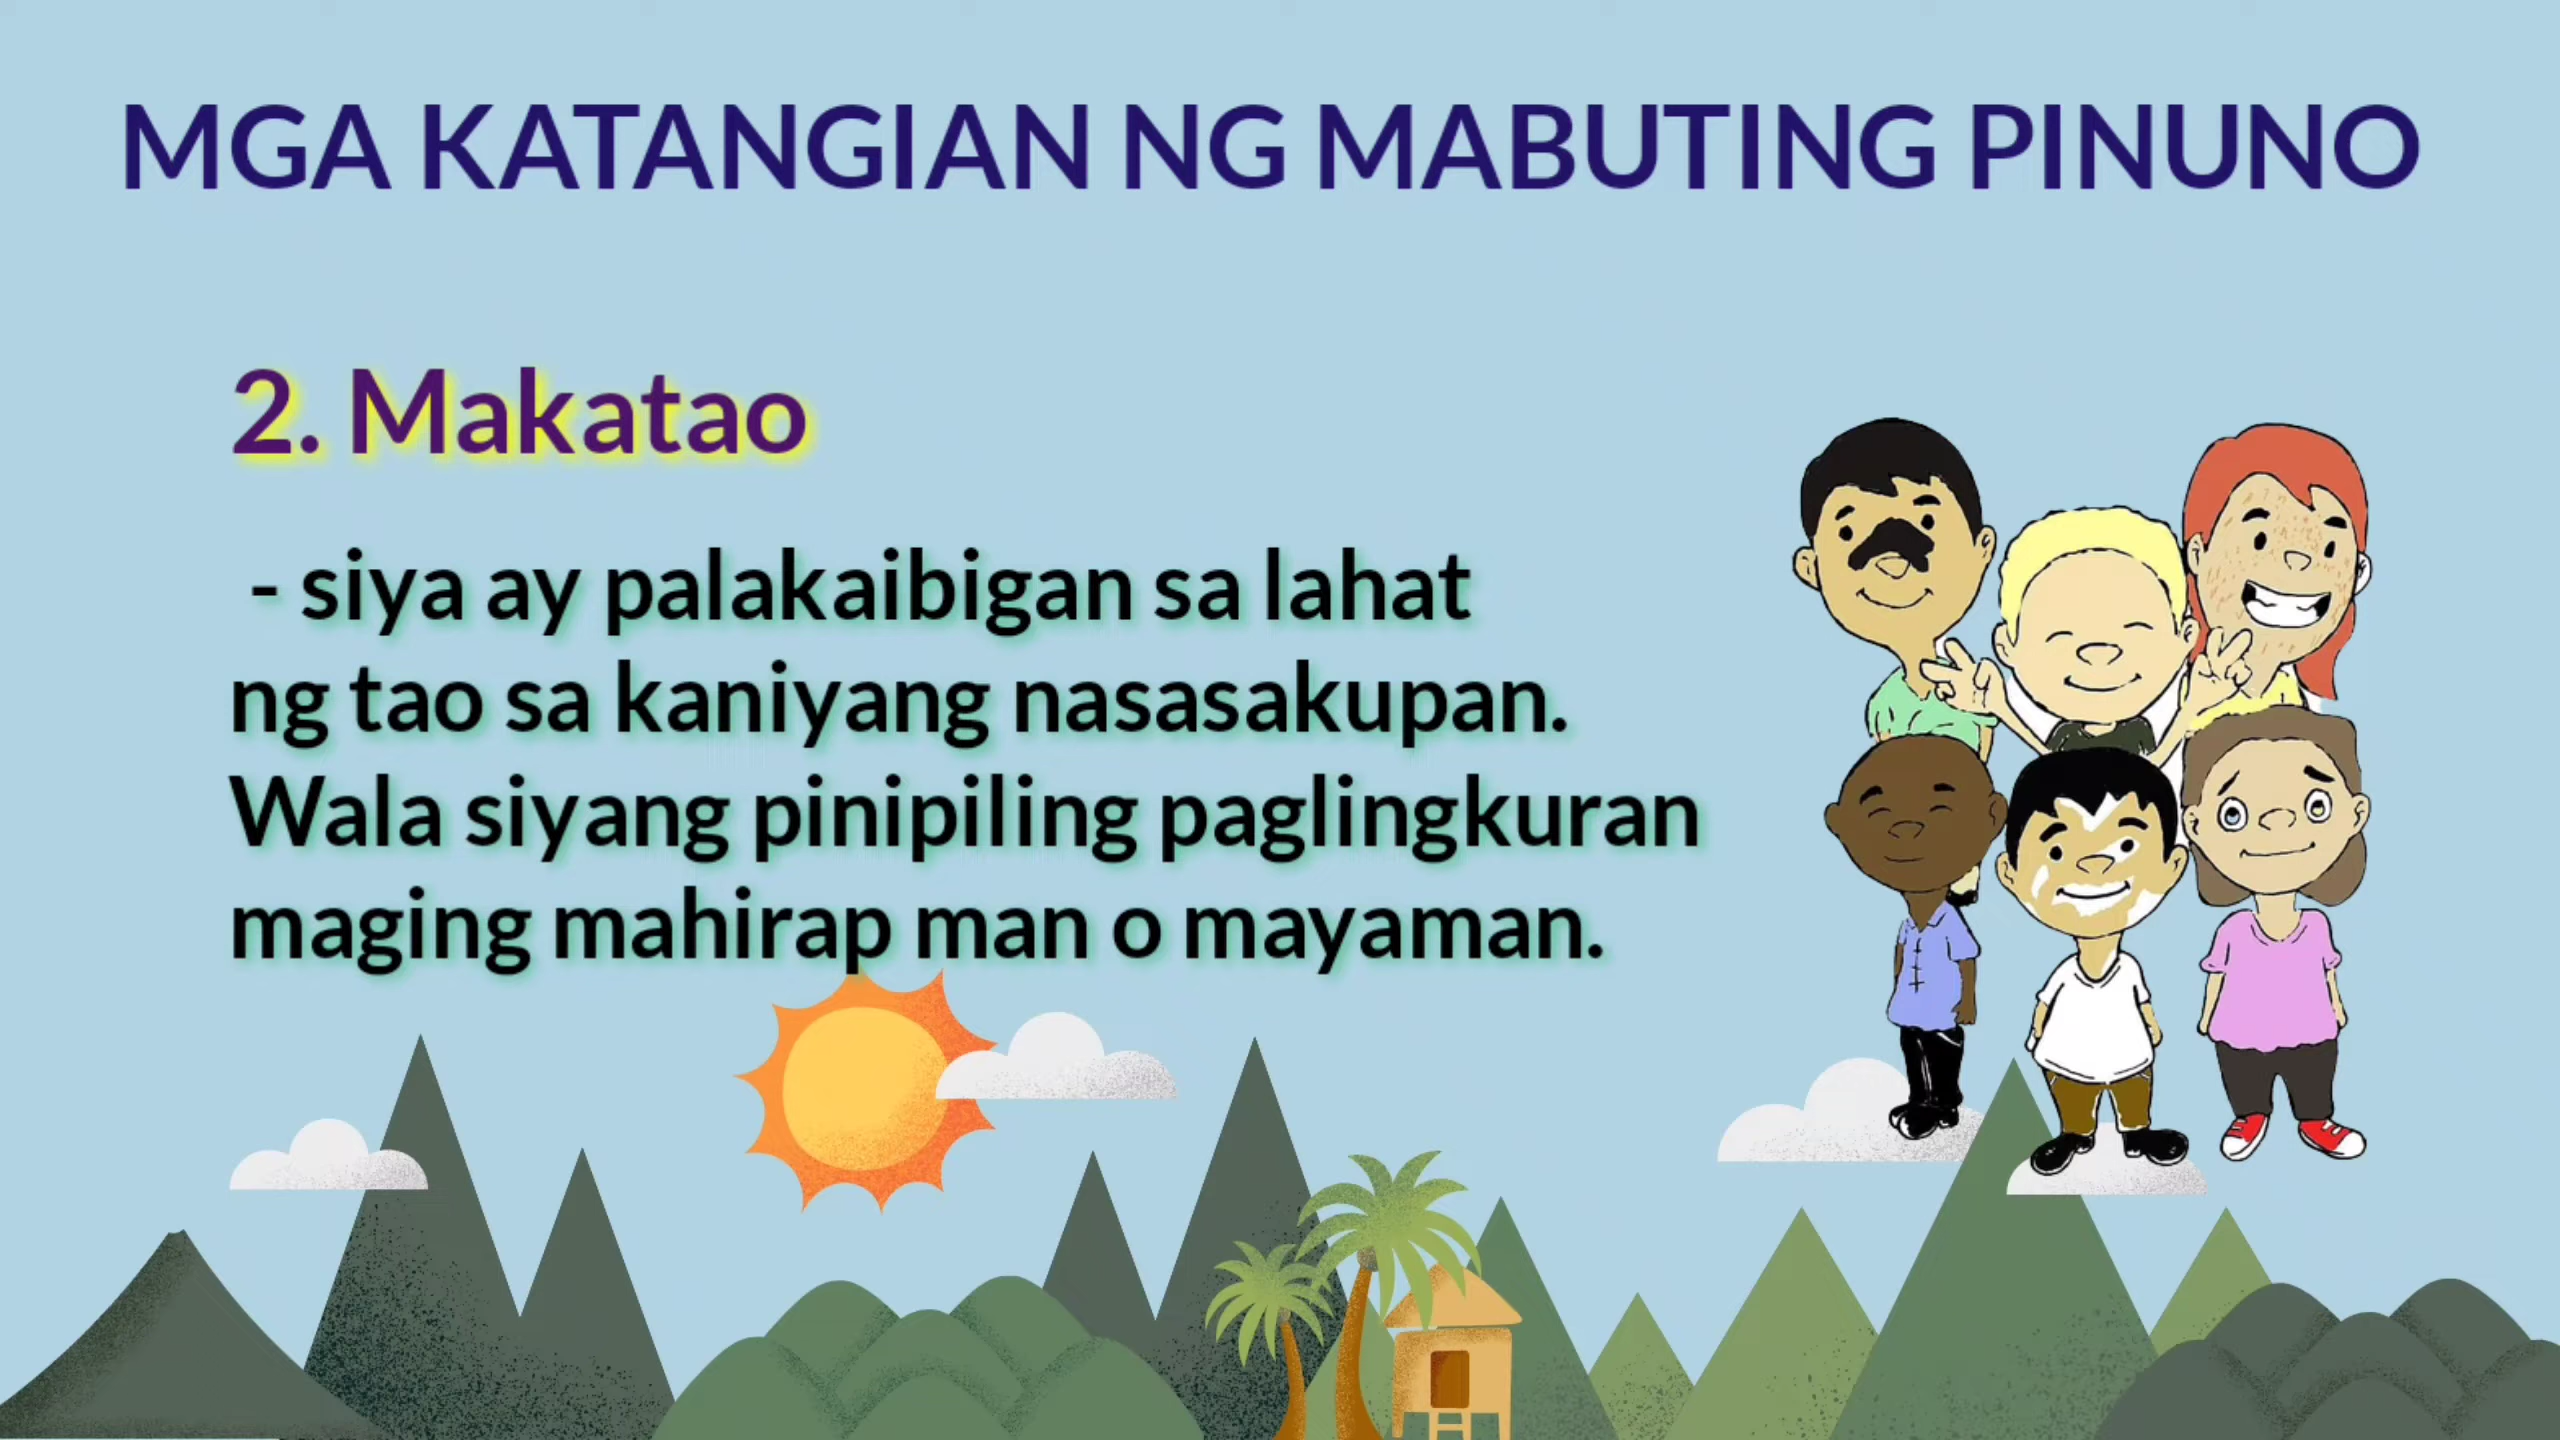 MGA KATANGIAN NG MABUTING PINUNO
2. Makatao
- siya ay palakaibigan sa lahat
ng tao sa kaniyang nasasakupan.
Wala siyang pinipiling paglingkuran
maging mahirap man o mayaman.